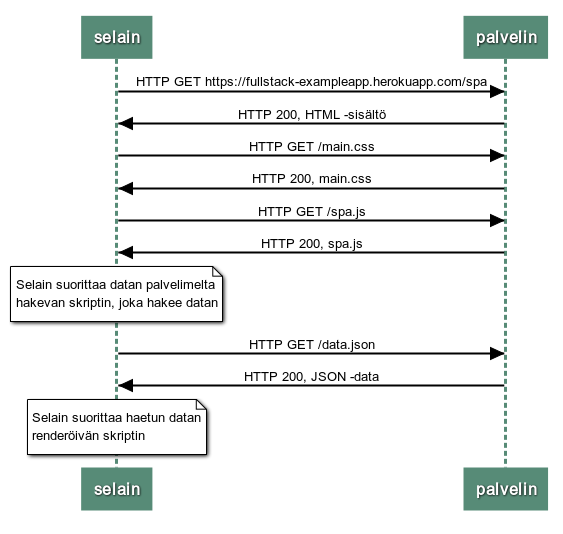 selain
palvelin
HTTP GET https://fullstack-exampleapp.herokuapp.com/spa
HTTP 200, HTML -sisältö
HTTP GET /main.css
HTTP 200, main.css
HTTP GET /spa.js
HTTP 200, spa.js
Selain suorittaa datan palvelimelta
hakevan skriptin, joka hakee datan
HTTP GET /data.json
HTTP 200, JSON -data
Selain suorittaa haetun datan
renderöivän skriptin
selain
palvelin